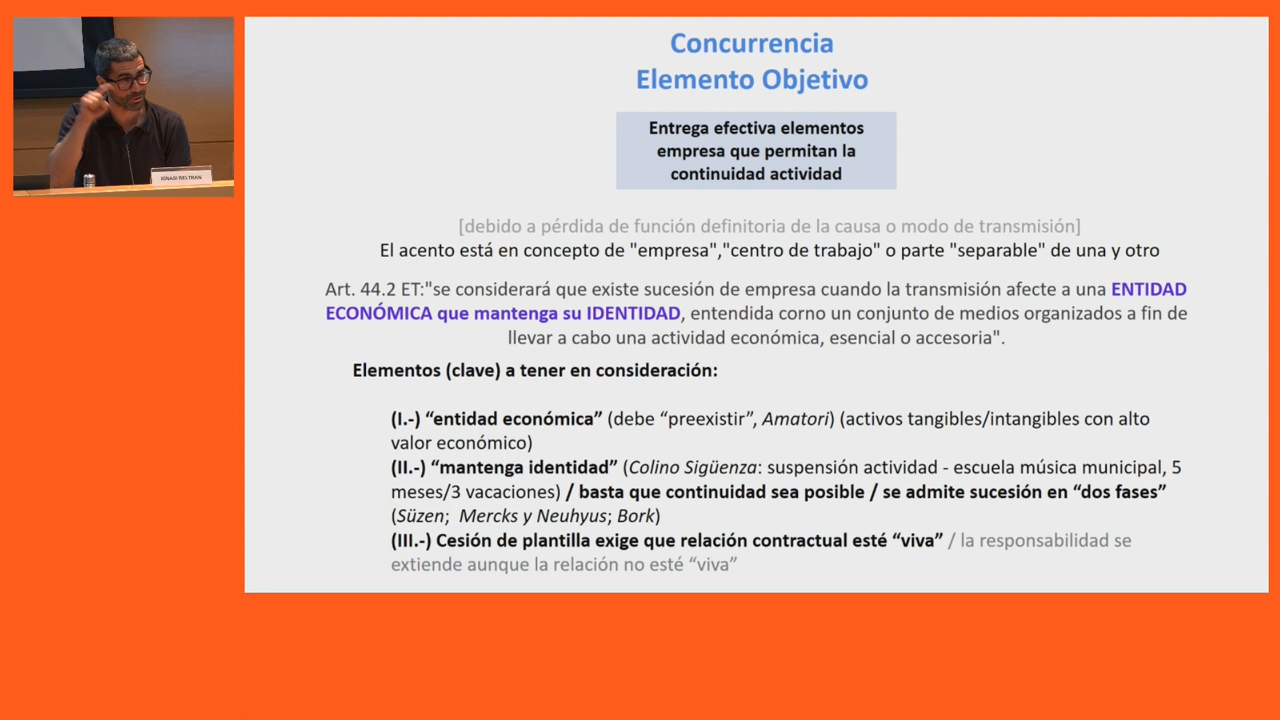 Concurrencia
Elemento Objetivo
Entrega efectiva elementos
empresa que permitan la
continuidad actividad
[debido a pérdida de función definitoria de la causa o modo de transmisión]
El acento está en concepto de "empresa","centro de trabajo" o parte "separable" de una y otro
Art. 44.2 ET:"se considerará que existe sucesión de empresa cuando la transmisión afecte a una ENTIDAD
ECONÓMICA que mantenga su IDENTIDAD, entendida corno un conjunto de medios organizados a fin de
llevar a cabo una actividad económica, esencial o accesoria".
Elementos (clave) a tener en consideración:
(I.-) “entidad económica” (debe “preexistir”, Amatori) (activos tangibles/intangibles con alto
valor económico)
(II.-) “mantenga identidad” (Colino Sigüenza: suspensión actividad - escuela música municipal, 5
meses/3 vacaciones) / basta que continuidad sea posible / se admite sucesión en “dos fases”
(Süzen; Mercks y Neuhyus; Bork)
(III.-) Cesión de plantilla exige que relación contractual esté “viva” / la responsabilidad se
extiende aunque la relación no esté “viva”
IGNASI BELTRAN